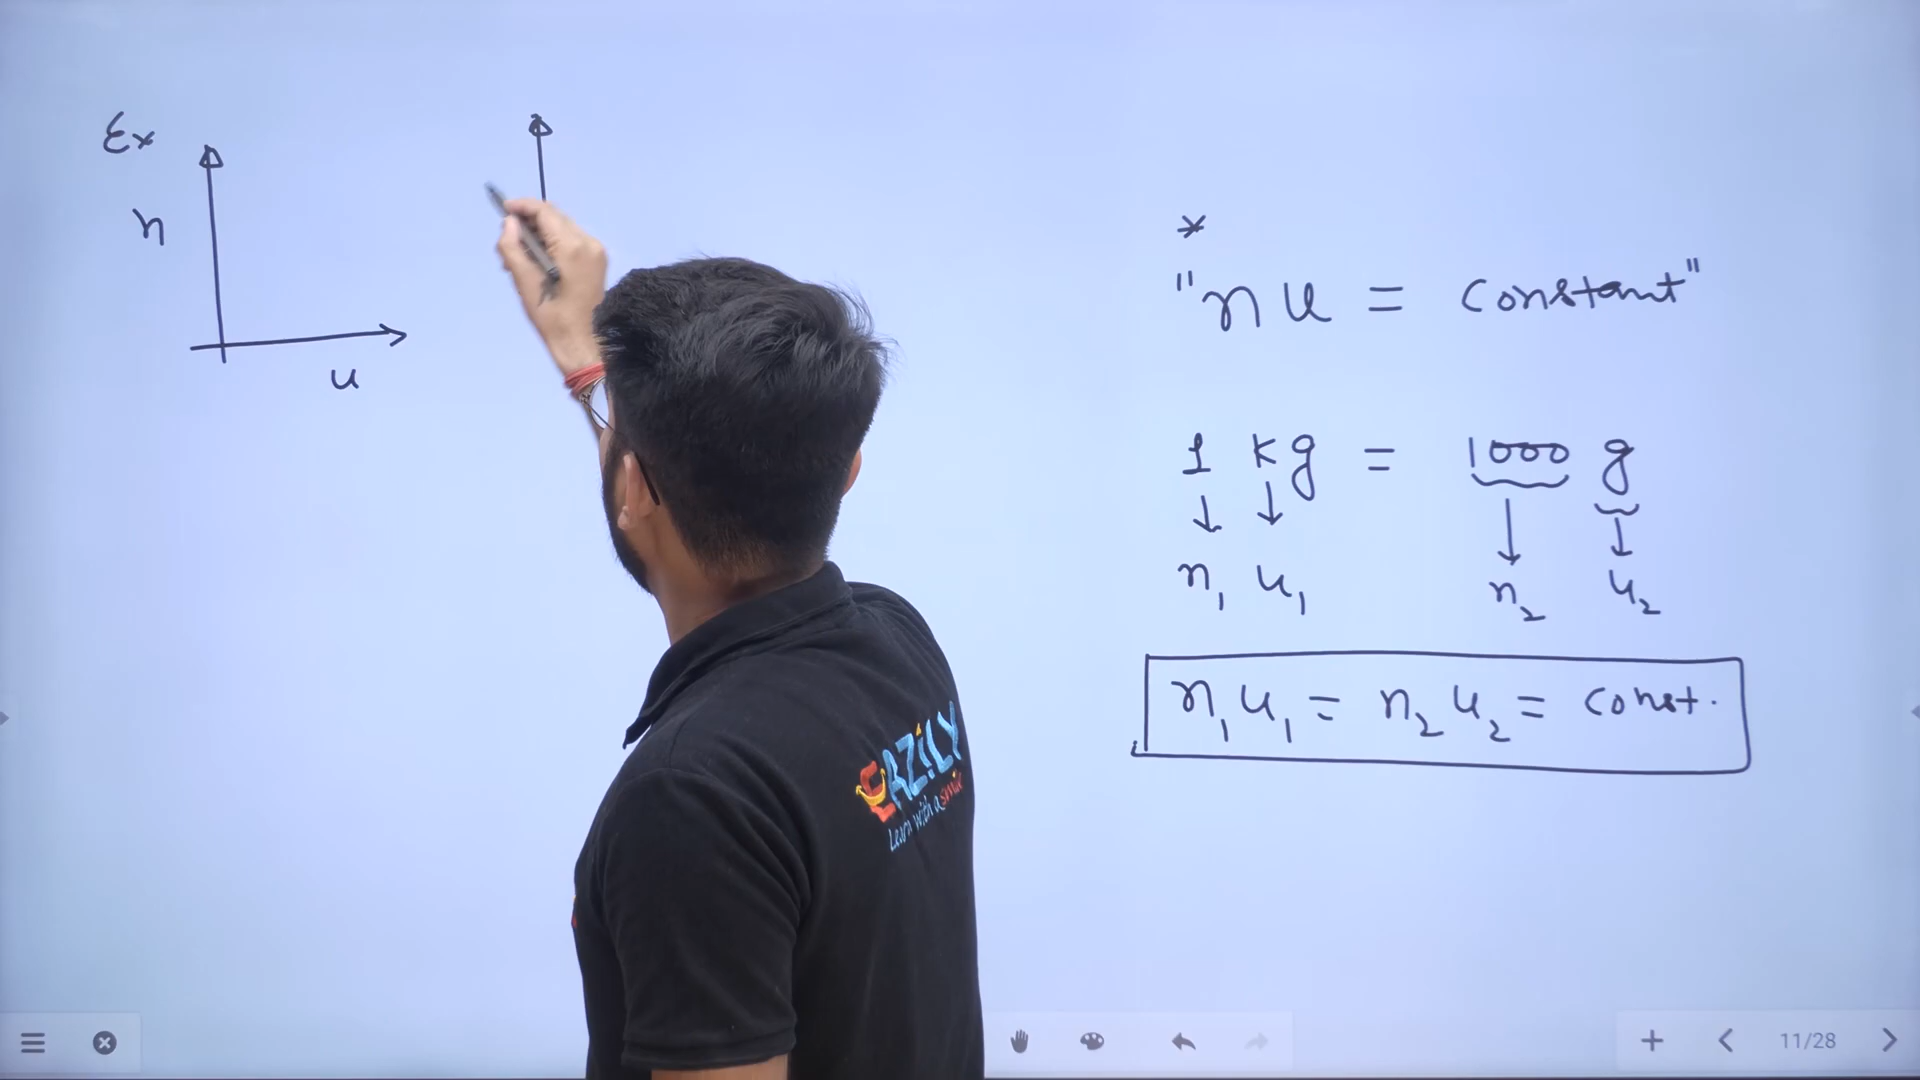 Ex
n
u
*
"nu = constant"
1 kg = 1000 g
n₁ u₁ n₂ u₂
n₁u₁ = n₂u₂ = const.
EAZILY
Learn with a smile
11/28